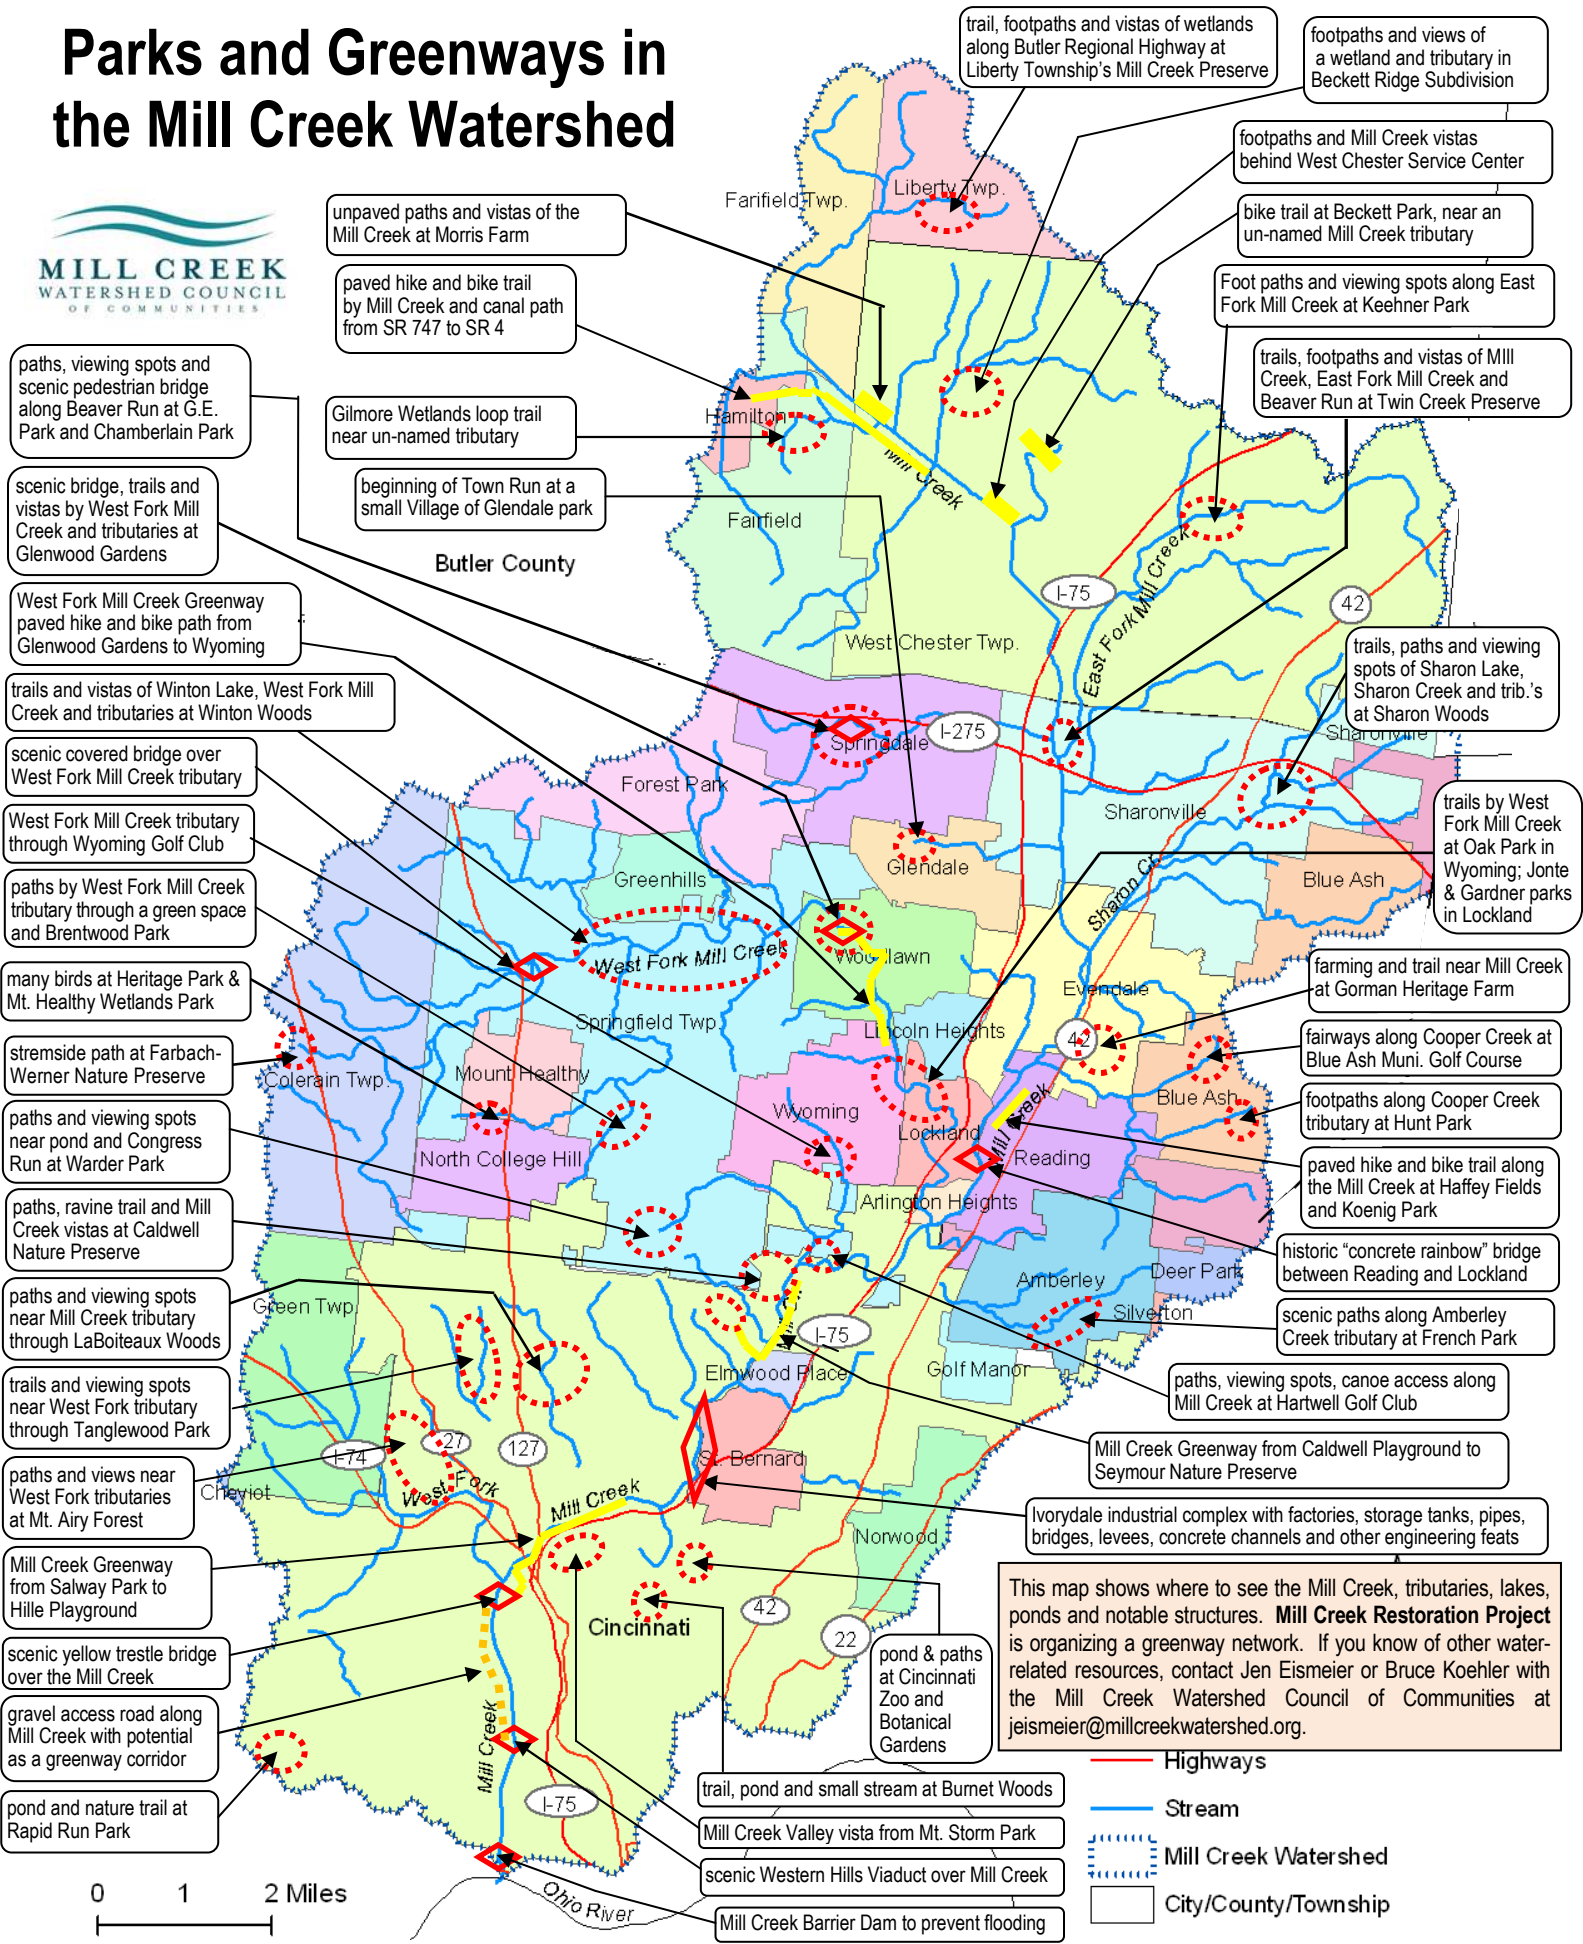 Parks and Greenways in
the Mill Creek Watershed
MILL CREEK
WATERSHED COUNCIL
OF COMMUNITIES
trail, footpaths and vistas of wetlands
along Butler Regional Highway at
Liberty Township's Mill Creek Preserve
footpaths and views of
a wetland and tributary in
Beckett Ridge Subdivision
footpaths and Mill Creek vistas
behind West Chester Service Center
bike trail at Beckett Park, near an
un-named Mill Creek tributary
Foot paths and viewing spots along East
Fork Mill Creek at Keehner Park
trails, footpaths and vistas of MIll
Creek, East Fork Mill Creek and
Beaver Run at Twin Creek Preserve
unpaved paths and vistas of the
Mill Creek at Morris Farm
paved hike and bike trail
by Mill Creek and canal path
from SR 747 to SR 4
Gilmore Wetlands loop trail
near un-named tributary
beginning of Town Run at a
small Village of Glendale park
paths, viewing spots and
scenic pedestrian bridge
along Beaver Run at G.E.
Park and Chamberlain Park
scenic bridge, trails and
vistas by West Fork Mill
Creek and tributaries at
Glenwood Gardens
West Fork Mill Creek Greenway
paved hike and bike path from
Glenwood Gardens to Wyoming
trails and vistas of Winton Lake, West Fork Mill
Creek and tributaries at Winton Woods
scenic covered bridge over
West Fork Mill Creek tributary
West Fork Mill Creek tributary
through Wyoming Golf Club
paths by West Fork Mill Creek
tributary through a green space
and Brentwood Park
many birds at Heritage Park &
Mt. Healthy Wetlands Park
stremside path at Farbach-
Werner Nature Preserve
paths and viewing spots
near pond and Congress
Run at Warder Park
paths, ravine trail and Mill
Creek vistas at Caldwell
Nature Preserve
paths and viewing spots
near Mill Creek tributary
through LaBoiteaux Woods
trails and viewing spots
near West Fork tributary
through Tanglewood Park
paths and views near
West Fork tributaries
at Mt. Airy Forest
Mill Creek Greenway
from Salway Park to
Hille Playground
scenic yellow trestle bridge
over the Mill Creek
gravel access road along
Mill Creek with potential
as a greenway corridor
pond and nature trail at
Rapid Run Park
trails, paths and viewing
spots of Sharon Lake,
Sharon Creek and trib.'s
at Sharon Woods
trails by West
Fork Mill Creek
at Oak Park in
Wyoming; Jonte
& Gardner parks
in Lockland
farming and trail near Mill Creek
at Gorman Heritage Farm
fairways along Cooper Creek at
Blue Ash Muni. Golf Course
footpaths along Cooper Creek
tributary at Hunt Park
paved hike and bike trail along
the Mill Creek at Haffey Fields
and Koenig Park
historic “concrete rainbow” bridge
between Reading and Lockland
scenic paths along Amberley
Creek tributary at French Park
paths, viewing spots, canoe access along
Mill Creek at Hartwell Golf Club
Mill Creek Greenway from Caldwell Playground to
Seymour Nature Preserve
Ivorydale industrial complex with factories, storage tanks, pipes,
bridges, levees, concrete channels and other engineering feats
This map shows where to see the Mill Creek, tributaries, lakes,
ponds and notable structures. Mill Creek Restoration Project
is organizing a greenway network. If you know of other water-
related resources, contact Jen Eismeier or Bruce Koehler with
the Mill Creek Watershed Council of Communities at
jeismeier@millcreekwatershed.org.
pond & paths
at Cincinnati
Zoo and
Botanical
Gardens
trail, pond and small stream at Burnet Woods
Mill Creek Valley vista from Mt. Storm Park
scenic Western Hills Viaduct over Mill Creek
Mill Creek Barrier Dam to prevent flooding
Farifield Twp.
Liberty Twp.
Hamilton
Mill Creek
Fairfield
Butler County
West Chester Twp.
I-75
42
East Fork Mill Creek
I-275
Springdale
Forest Park
Sharonville
Sharonville
Glendale
Greenhills
Blue Ash
Sharon Cr.
Woodlawn
West Fork Mill Creek
Evendale
Springfield Twp.
Lincoln Heights
42
Colerain Twp.
Mount Healthy
Wyoming
Blue Ash
Mill Creek
Lockland
North College Hill
Reading
Arlington Heights
Amberley
Deer Park
Silverton
Green Twp.
I-75
Elmwood Place
Golf Manor
I-74
27
127
St. Bernard
Cheviot
West Fork
Mill Creek
Norwood
Cincinnati
42
22
Mill Creek
I-75
Ohio River
Highways
Stream
Mill Creek Watershed
City/County/Township
0 1 2 Miles